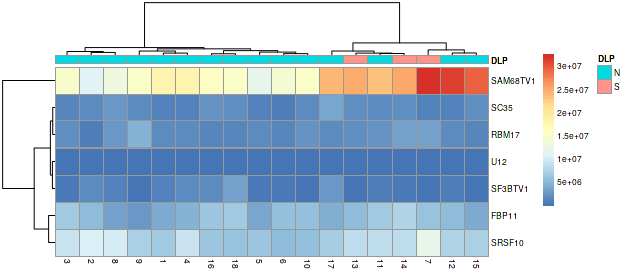 DLP
SAM68TV1
SC35
RBM17
U12
SF3BTV1
FBP11
SRSF10
3 2 8 9 1 4 16 18 5 6 10 17 13 11 14 7 12 15
3e+07
2.5e+07
2e+07
1.5e+07
1e+07
5e+06
DLP
N
S